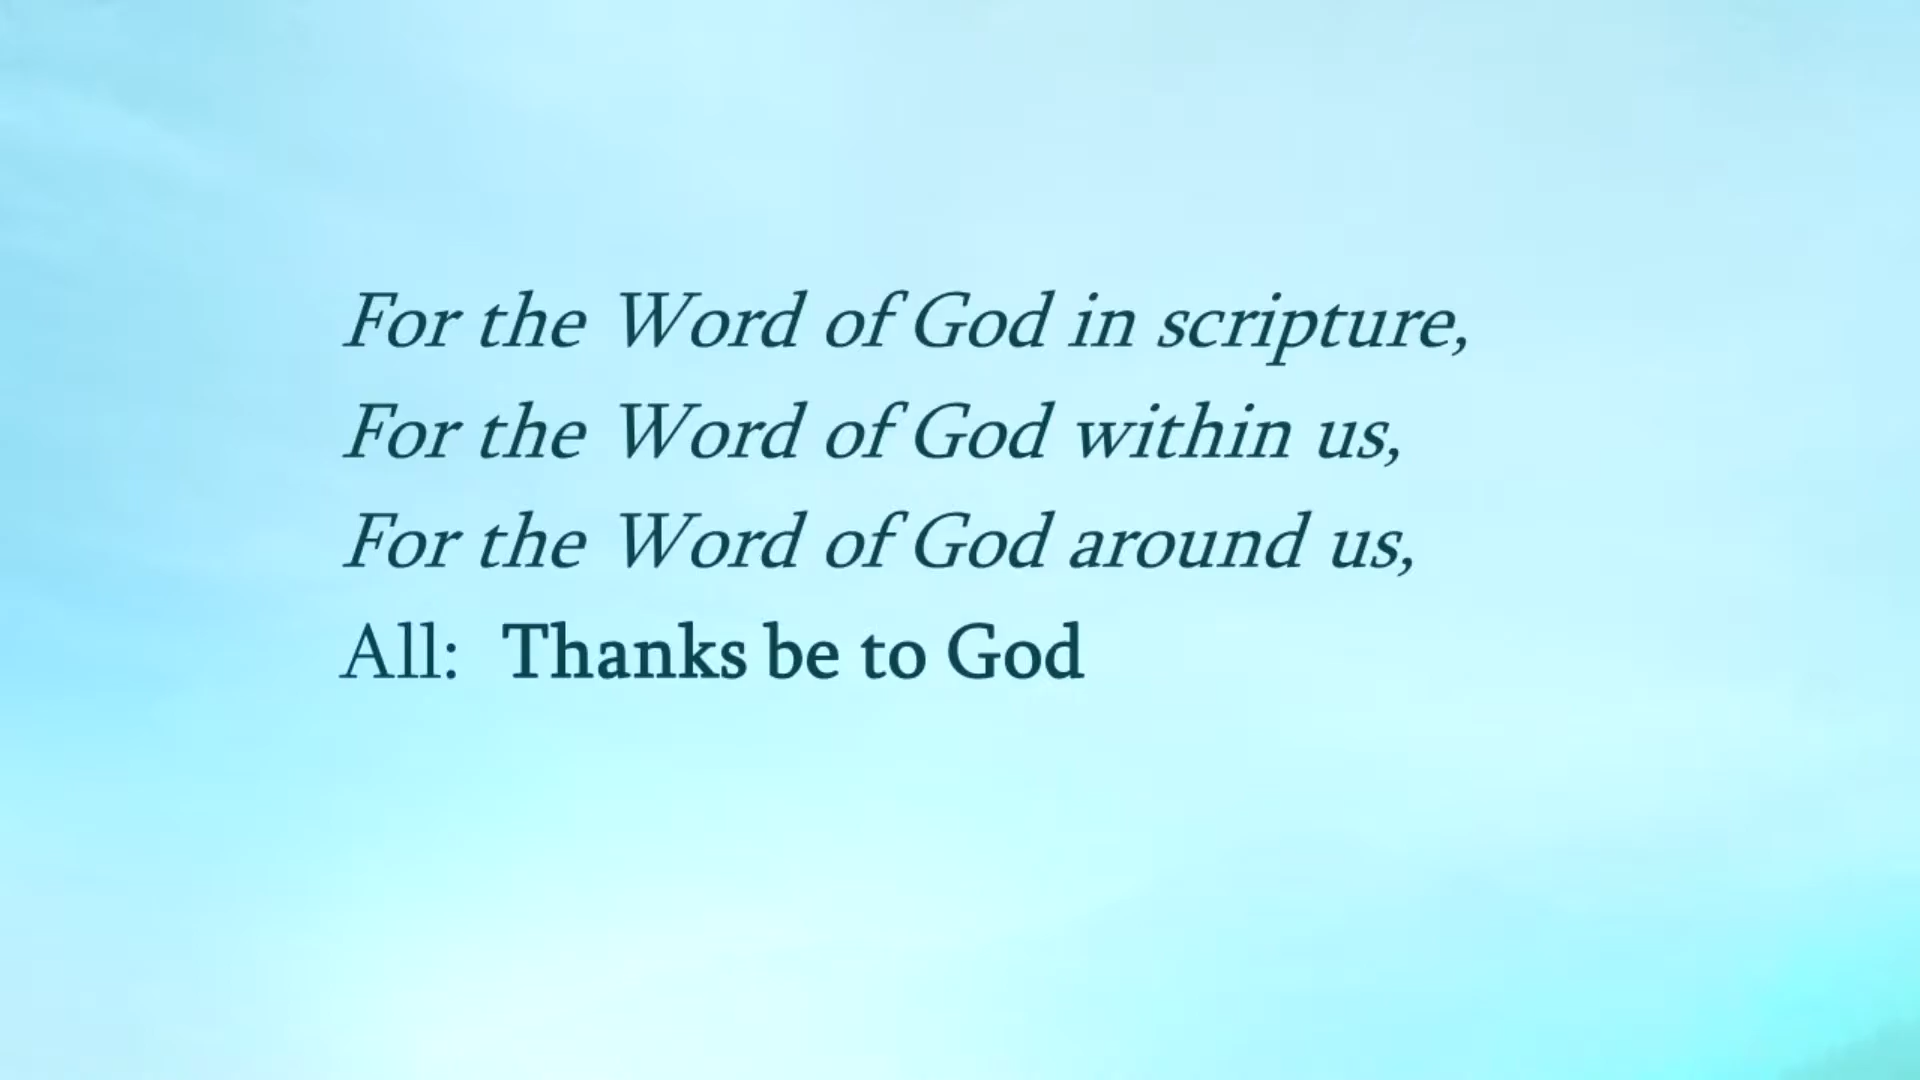 For the Word of God in scripture,
For the Word of God within us,
For the Word of God around us,
All: Thanks be to God